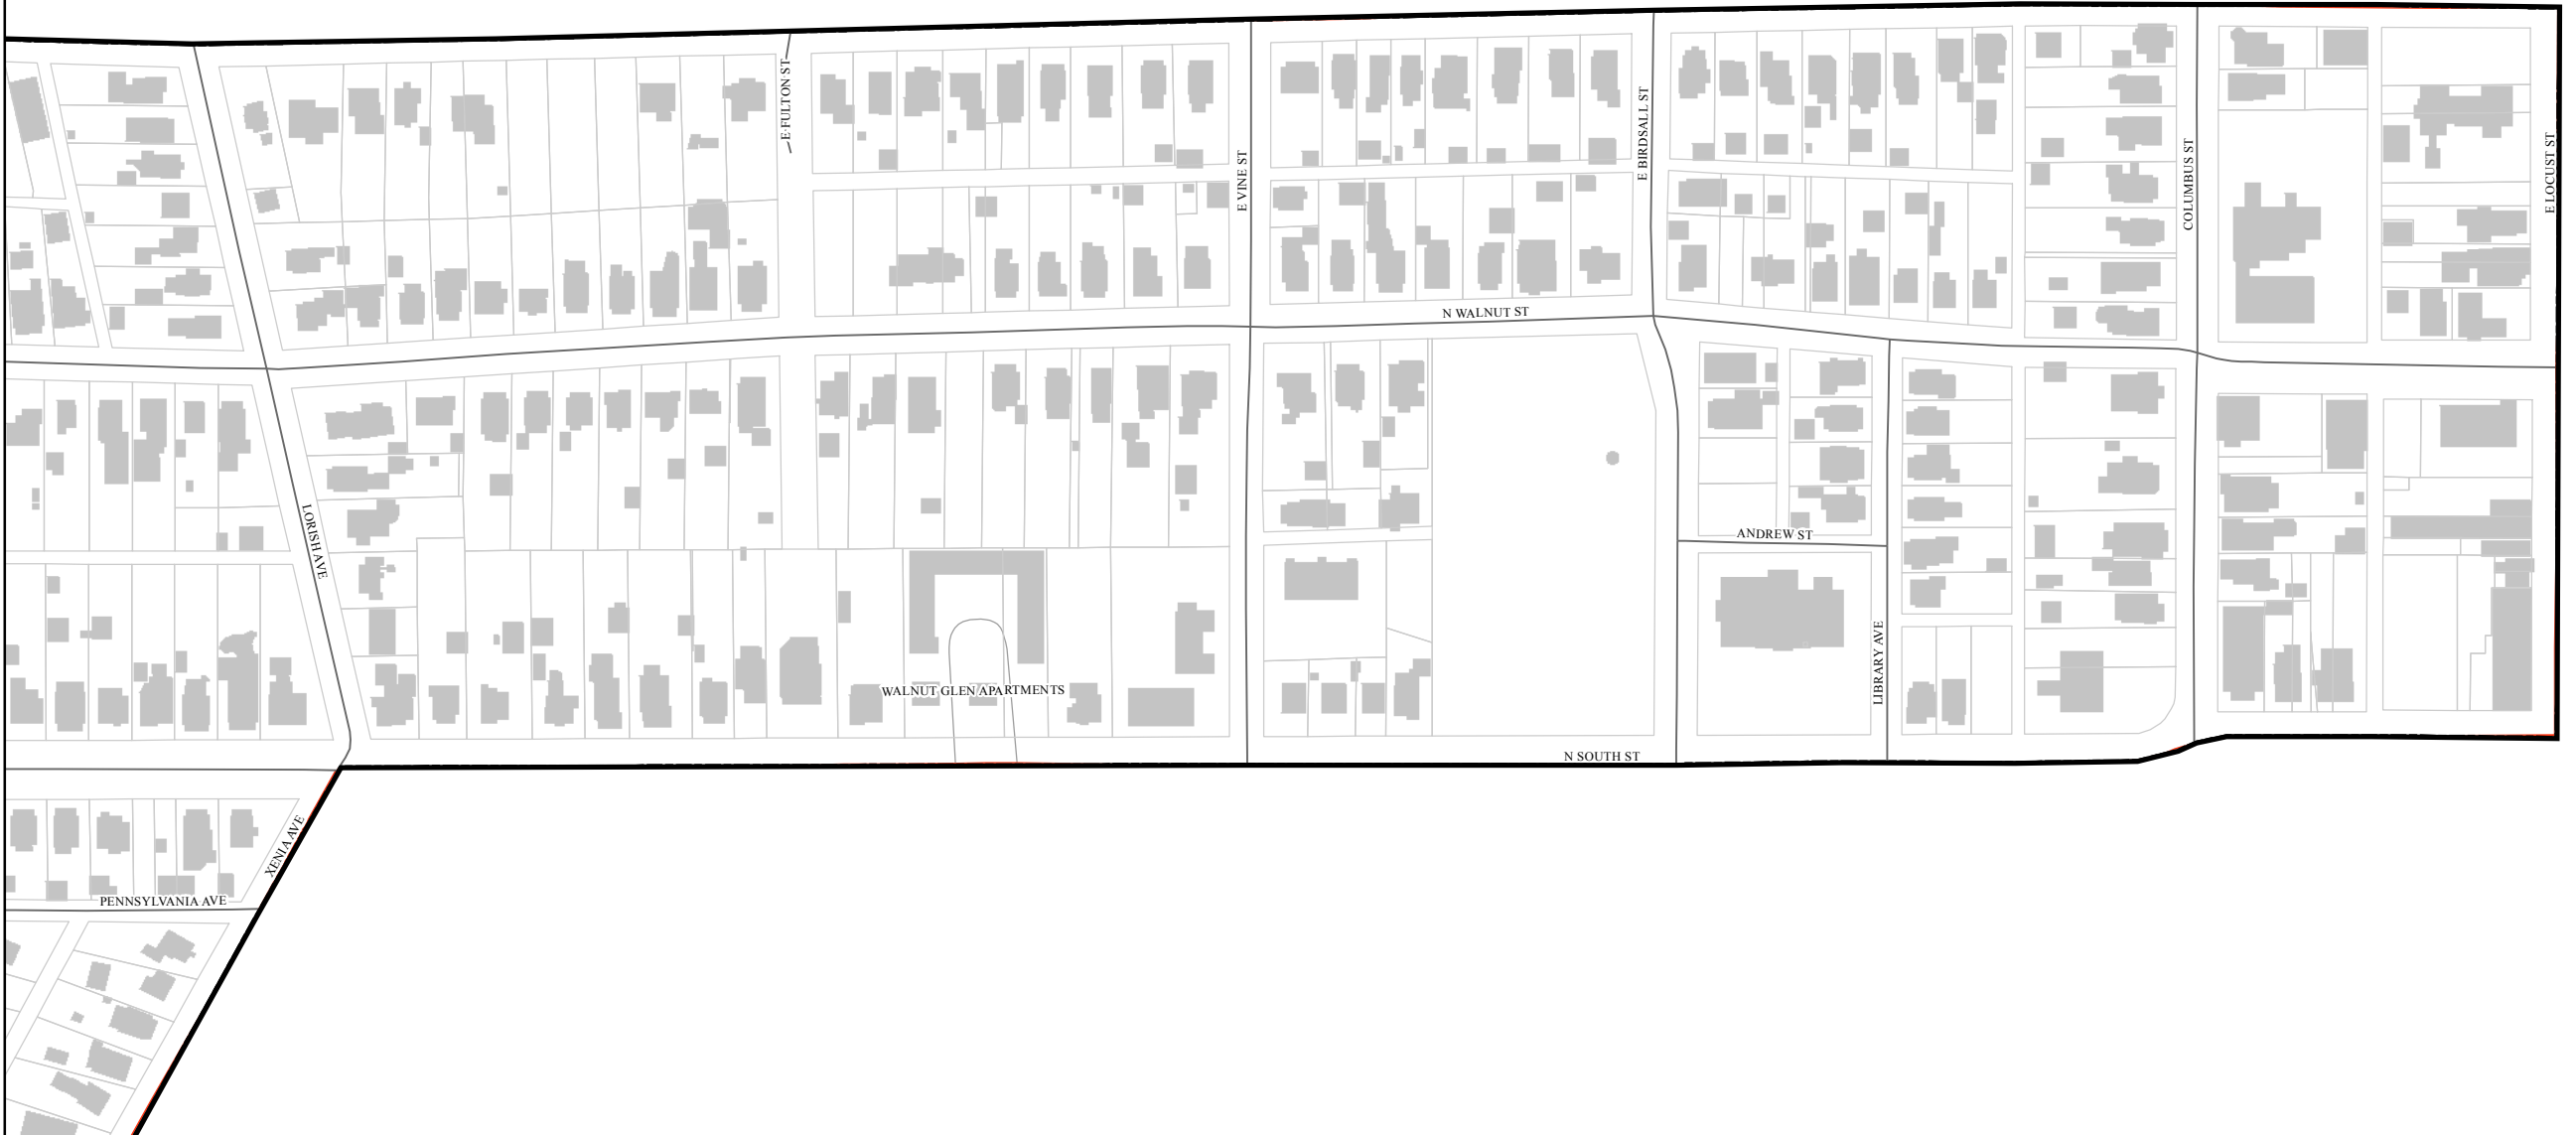 E FULTON ST
E VINE ST
E BIRDSALL ST
COLUMBUS ST
E LOCUST ST
N WALNUT ST
LORISH AVE
ANDREW ST
LIBRARY AVE
WALNUT GLEN APARTMENTS
N SOUTH ST
XENIA AVE
PENNSYLVANIA AVE